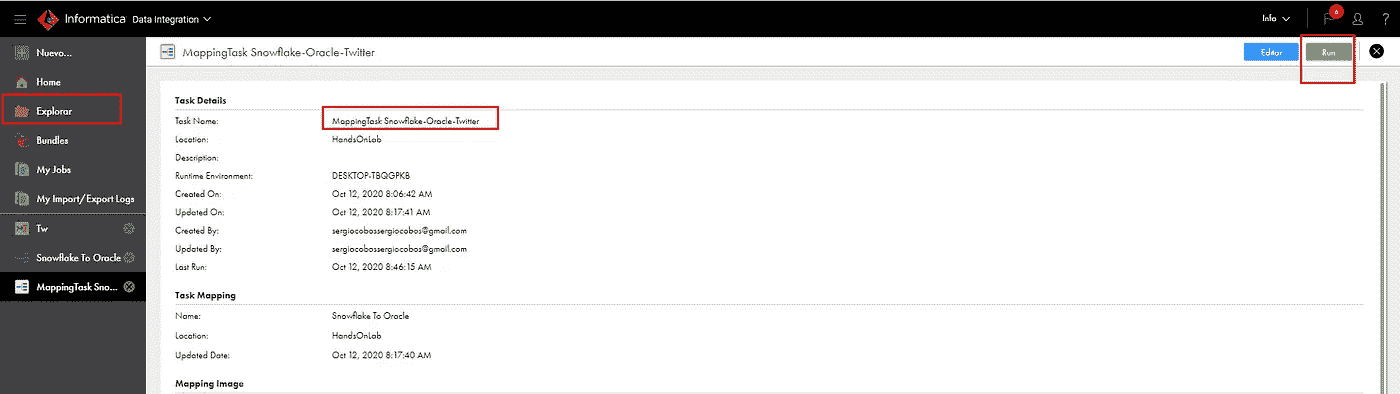 Informatica Data Integration
Info
6
?
Nuevo...
Home
Explorar
Bundles
My Jobs
My Import/Export Logs
Tw
Snowflake To Oracle
MappingTask Sno...
MappingTask Snowflake-Oracle-Twitter
Editor
Run
Task Details
Task Name: MappingTask Snowflake-Oracle-Twitter
Location: HandsOnLab
Description:
Runtime Environment: DESKTOP-TBQGPKB
Created On: Oct 12, 2020 8:06:42 AM
Updated On: Oct 12, 2020 8:17:41 AM
Created By: sergiocobossergiocobos@gmail.com
Updated By: sergiocobossergiocobos@gmail.com
Last Run: Oct 12, 2020 8:46:15 AM
Task Mapping
Name: Snowflake To Oracle
Location: HandsOnLab
Updated Date: Oct 12, 2020 8:17:40 AM
Mapping Image